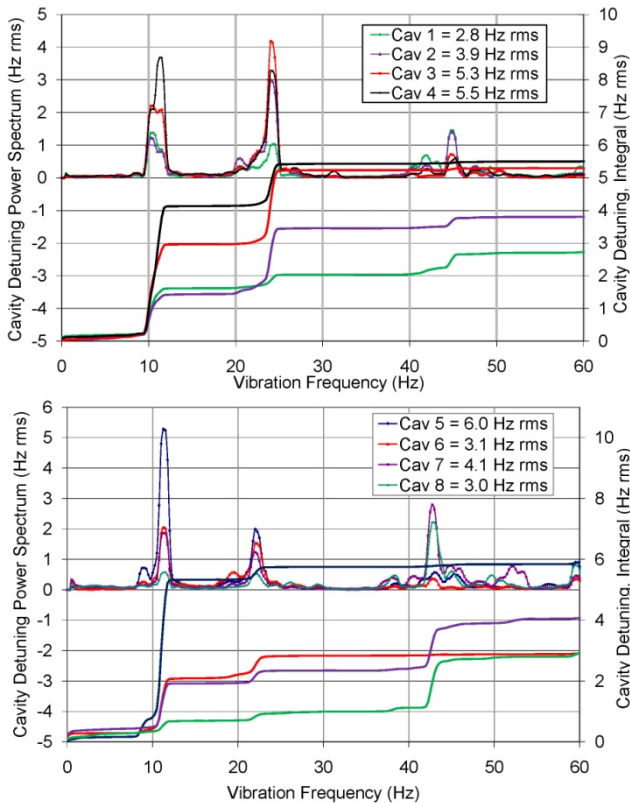 Cavity Detuning Power Spectrum (Hz rms)
5
4
3
2
1
0
-1
-2
-3
-4
-5
Cav 1 = 2.8 Hz rms
Cav 2 = 3.9 Hz rms
Cav 3 = 5.3 Hz rms
Cav 4 = 5.5 Hz rms
10
9
8
7
6
5
4
3
2
1
0
Cavity Detuning, Integral (Hz rms)
0 10 20 30 40 50 60
Vibration Frequency (Hz)
Cavity Detuning Power Spectrum (Hz rms)
6
5
4
3
2
1
0
-1
-2
-3
-4
-5
Cav 5 = 6.0 Hz rms
Cav 6 = 3.1 Hz rms
Cav 7 = 4.1 Hz rms
Cav 8 = 3.0 Hz rms
10
8
6
4
2
0
Cavity Detuning, Integral (Hz rms)
0 10 20 30 40 50 60
Vibration Frequency (Hz)